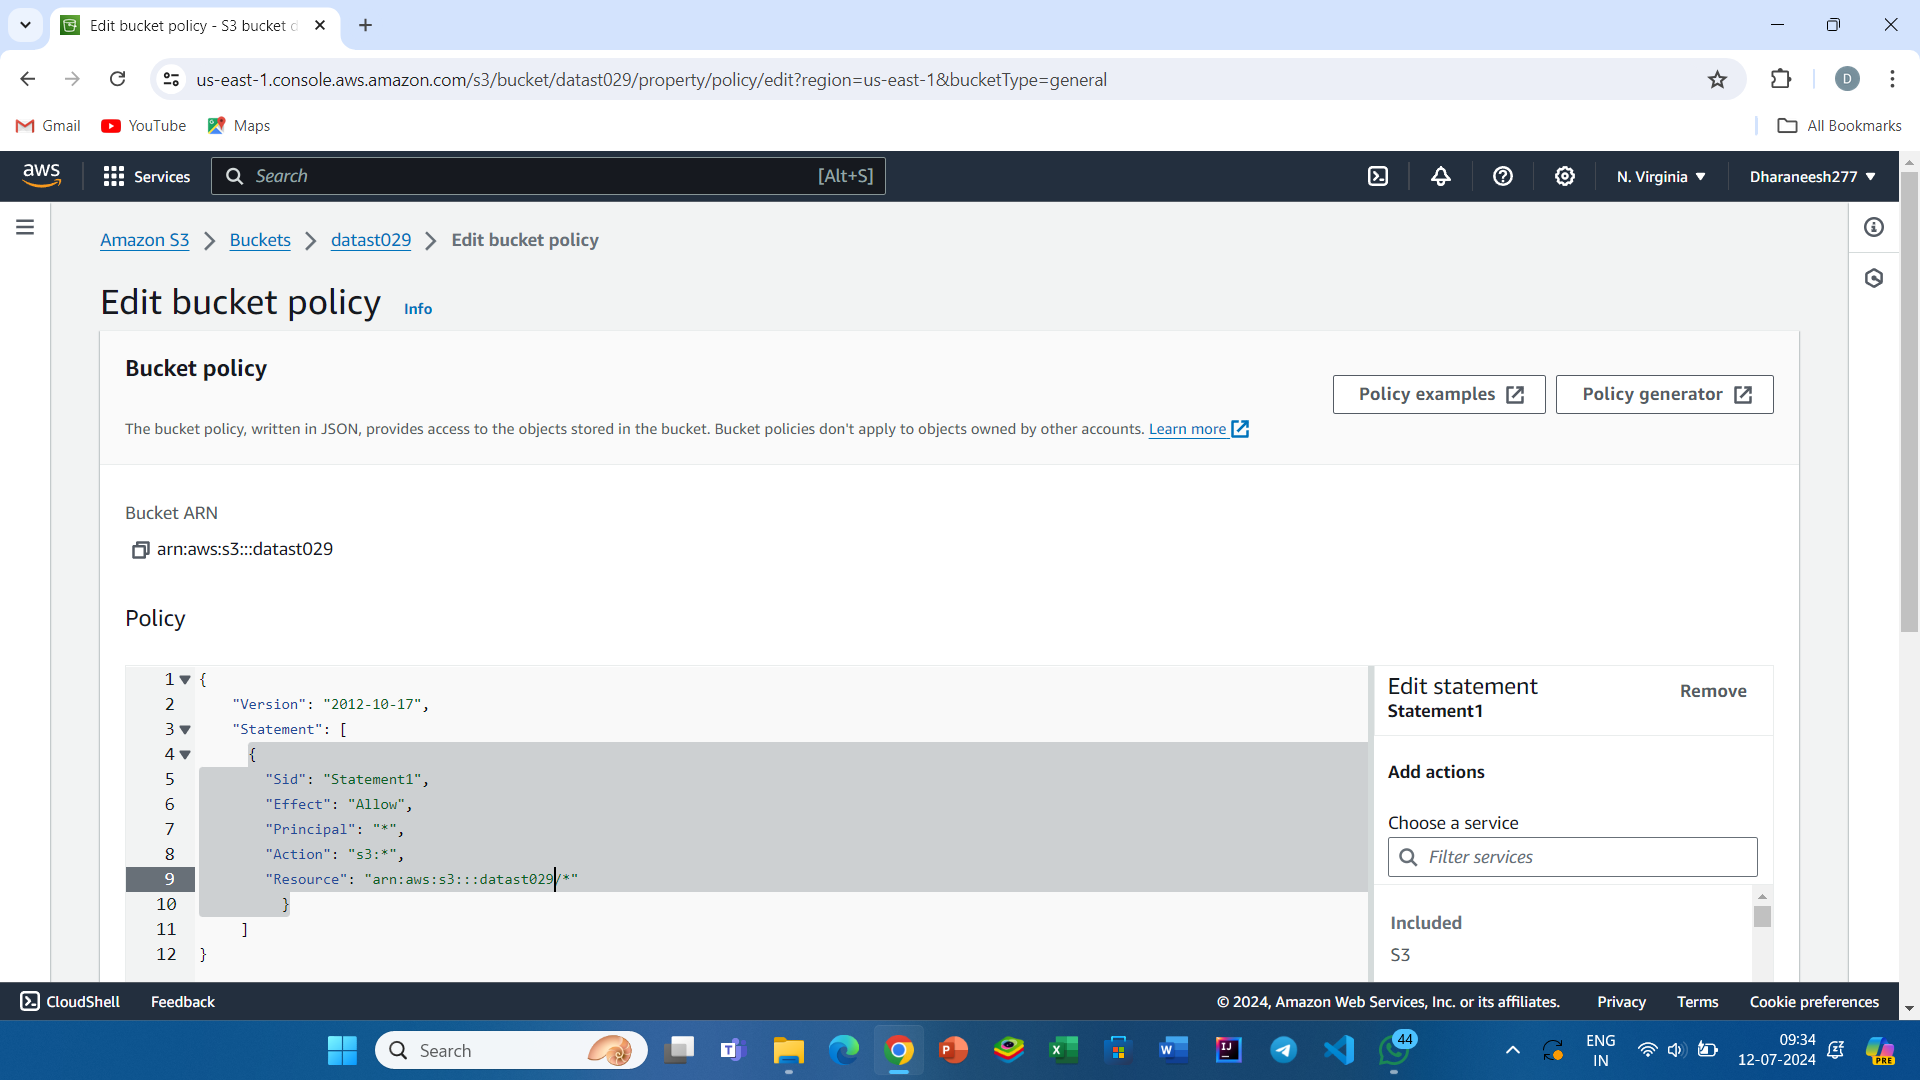 Edit bucket policy - S3 bucket
us-east-1.console.aws.amazon.com/s3/bucket/datast029/property/policy/edit?region=us-east-1&bucketType=general
D
Gmail YouTube Maps All Bookmarks
aws Services Search [Alt+S] N. Virginia Dharaneesh277
Amazon S3 Buckets datast029 Edit bucket policy
Edit bucket policy Info
Bucket policy
Policy examples Policy generator
The bucket policy, written in JSON, provides access to the objects stored in the bucket. Bucket policies don't apply to objects owned by other accounts. Learn more
Bucket ARN
arn:aws:s3:::datast029
Policy
1 {
2 "Version": "2012-10-17",
3 "Statement": [
4 {
5 "Sid": "Statement1",
6 "Effect": "Allow",
7 "Principal": "*",
8 "Action": "s3:*",
9 "Resource": "arn:aws:s3:::datast029/*"
10 }
11 ]
12 }
Edit statement Remove
Statement1
Add actions
Choose a service
Filter services
Included
S3
CloudShell Feedback © 2024, Amazon Web Services, Inc. or its affiliates. Privacy Terms Cookie preferences
Search 44 ENG 09:34
IN 12-07-2024 PRE